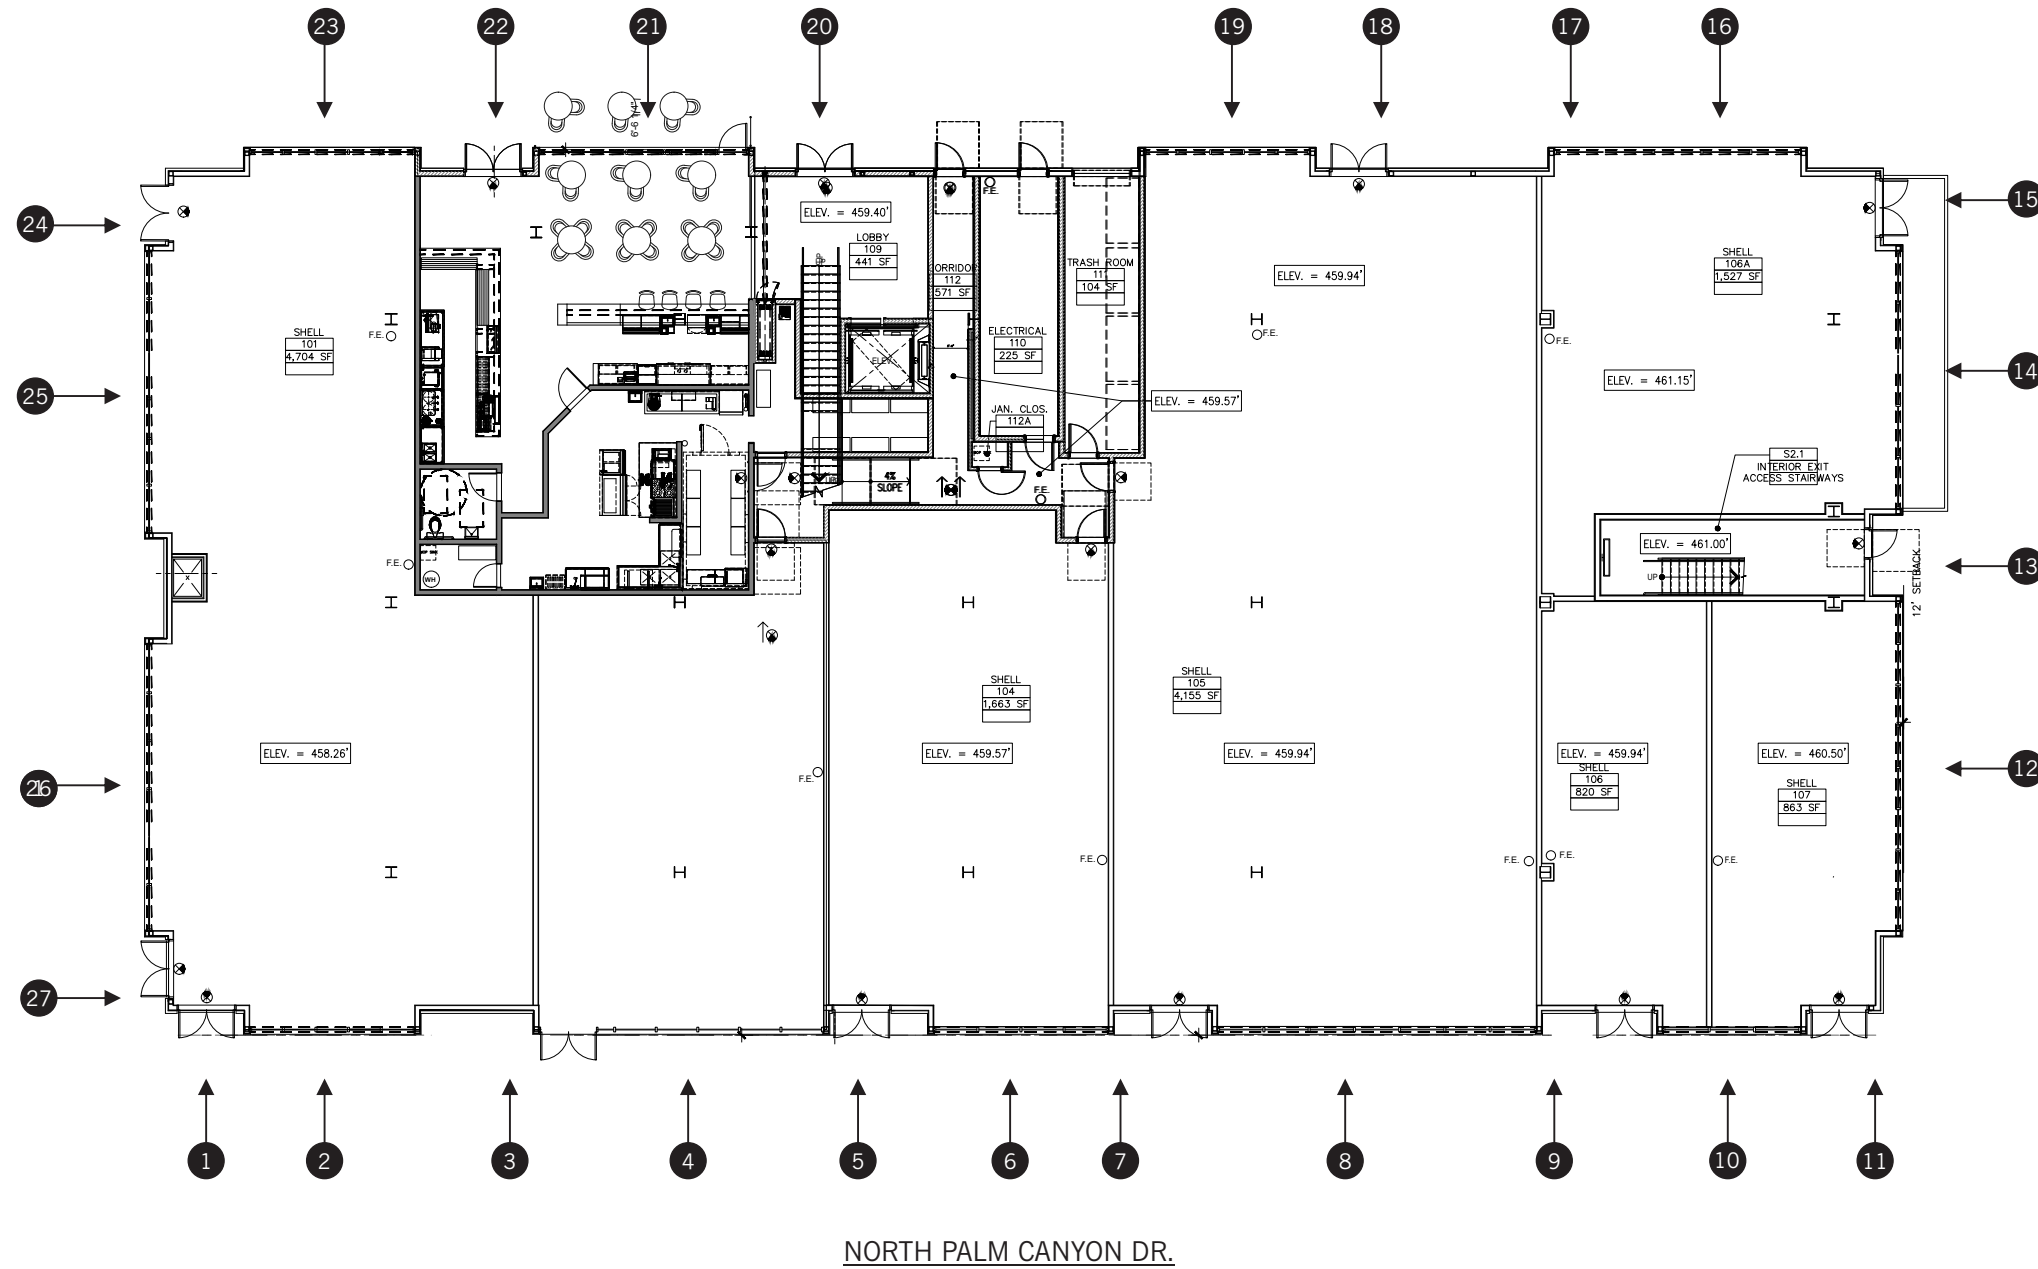 23
22
21
20
19
18
17
16
6'-6 1/4"
24
15
ELEV. = 459.40'
LOBBY
109
441 SF
CORRIDOR
112
571 SF
F.E.
TRASH ROOM
11
104 SF
ELEV. = 459.94'
SHELL
106A
1,527 SF
SHELL
101
4,704 SF
F.E.
UP
ELEV.
ELECTRICAL
110
225 SF
F.E.
F.E.
25
14
ELEV. = 461.15'
ELEV. = 459.57'
JAN. CLOS.
112A
S2.1
INTERIOR EXIT
ACCESS STAIRWAYS
4%
SLOPE
F.E.
F.E.
WH
ELEV. = 461.00'
UP
13
12' SETBACK
SHELL
104
1,663 SF
SHELL
105
4,155 SF
ELEV. = 458.26'
ELEV. = 459.57'
ELEV. = 459.94'
ELEV. = 459.94'
ELEV. = 460.50'
SHELL
106
820 SF
SHELL
107
863 SF
F.E.
12
F.E.
F.E.
F.E.
F.E.
27
1
2
3
4
5
6
7
8
9
10
11
NORTH PALM CANYON DR.